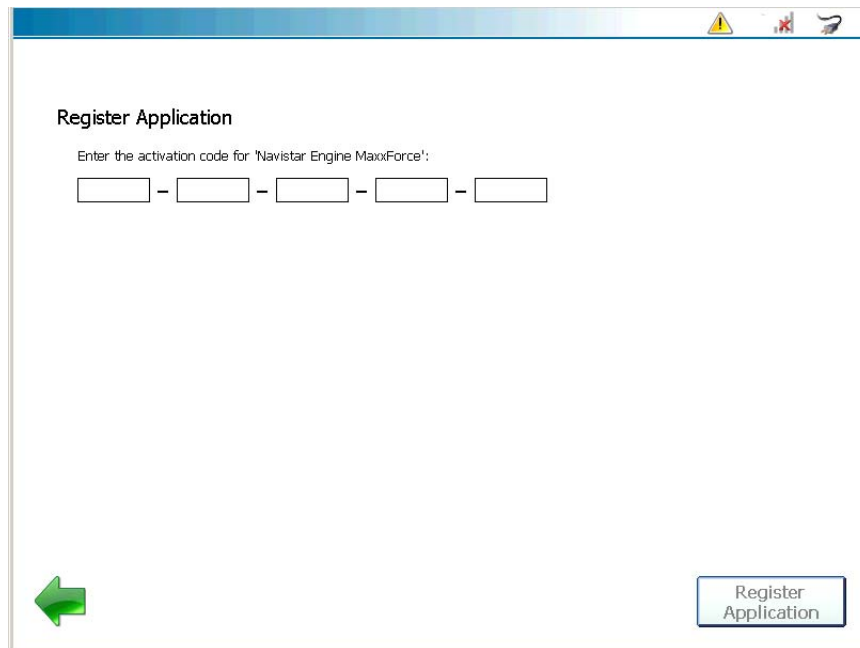 Register Application
Enter the activation code for 'Navistar Engine MaxxForce':
– – – –
Register
Application